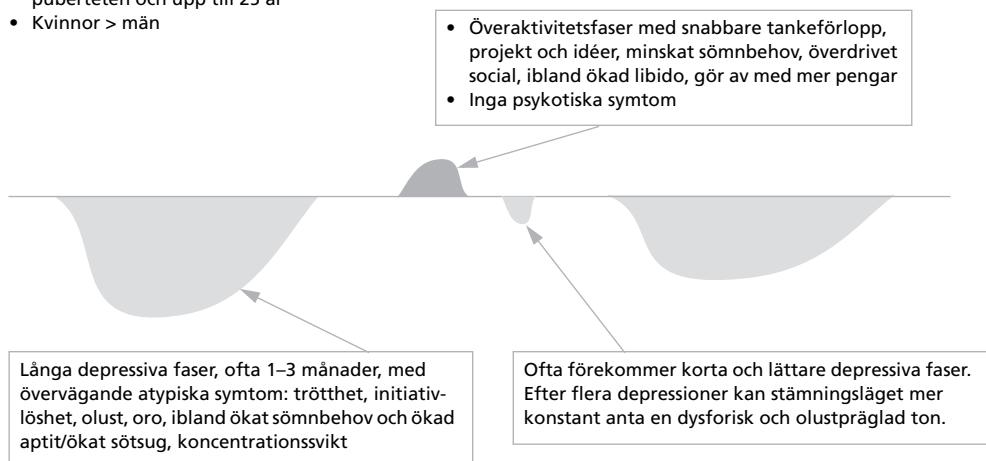 puberteten och upp till 25 år
• Kvinnor > män
• Överaktivitetsfaser med snabbare tankeförlopp,
projekt och idéer, minskat sömnbehov, överdrivet
social, ibland ökad libido, gör av med mer pengar
• Inga psykotiska symtom
Långa depressiva faser, ofta 1–3 månader, med
övervägande atypiska symtom: trötthet, initiativ-
löshet, olust, oro, ibland ökat sömnbehov och ökad
aptit/ökat sötsug, koncentrationssvikt
Ofta förekommer korta och lättare depressiva faser.
Efter flera depressioner kan stämningsläget mer
konstant anta en dysforisk och olustpräglad ton.